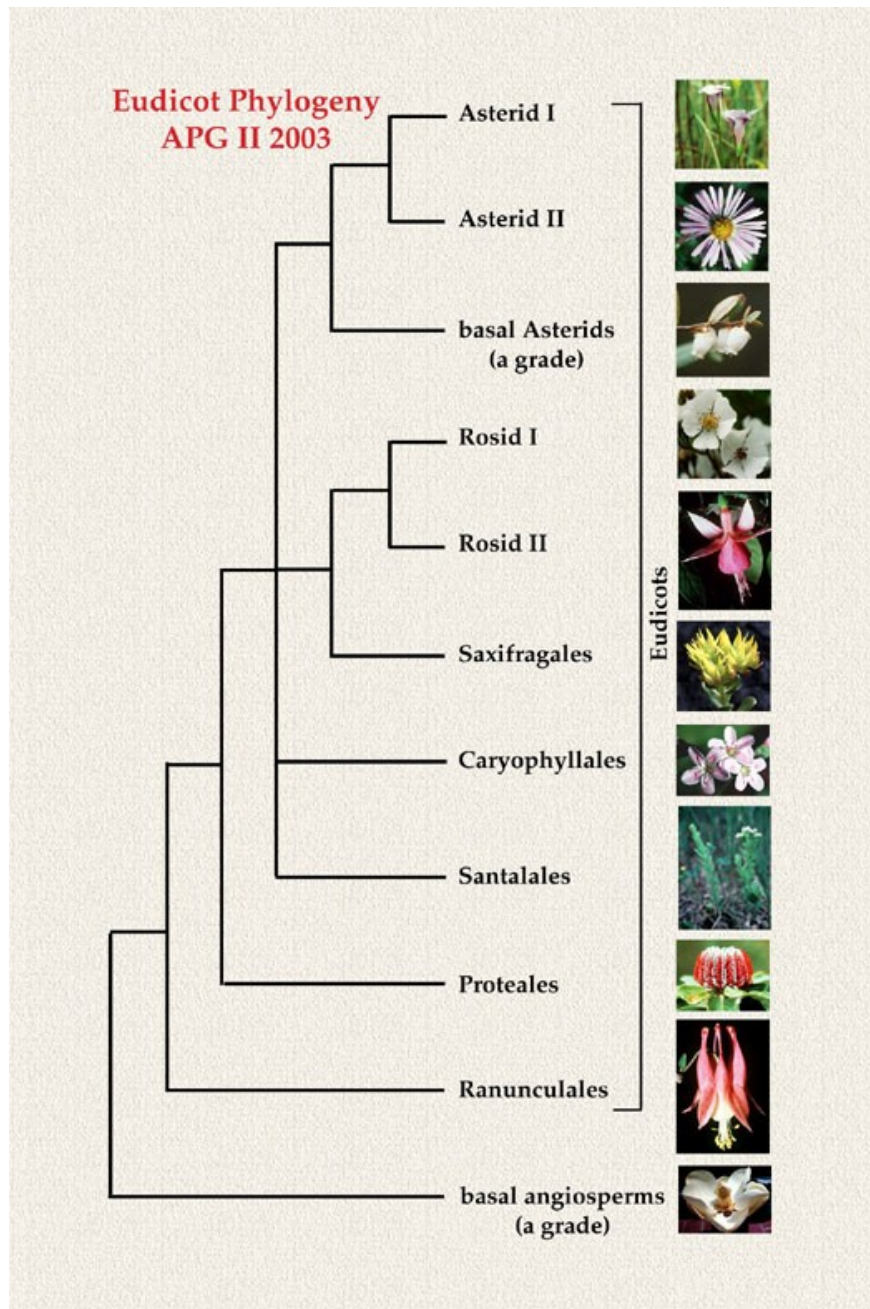 Eudicot Phylogeny
APG II 2003
Asterid I
Asterid II
basal Asterids
(a grade)
Rosid I
Rosid II
Saxifragales
Eudicots
Caryophyllales
Santalales
Proteales
Ranunculales
basal angiosperms
(a grade)